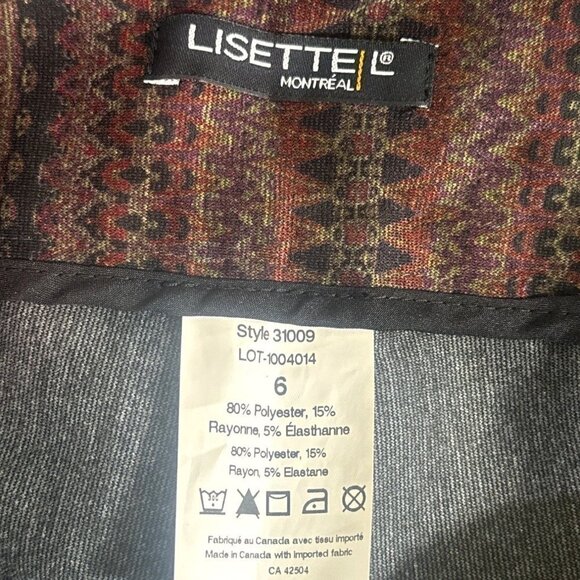 LISETTE L®
MONTRÉAL
Style 31009
LOT-1004014
6
80% Polyester, 15%
Rayonne, 5% Élasthanne
80% Polyeester, 15%
Rayon, 5% Elastane
Fabriqué au Canada avec tissu importé
Made in Canada with imported fabric
CA 42504